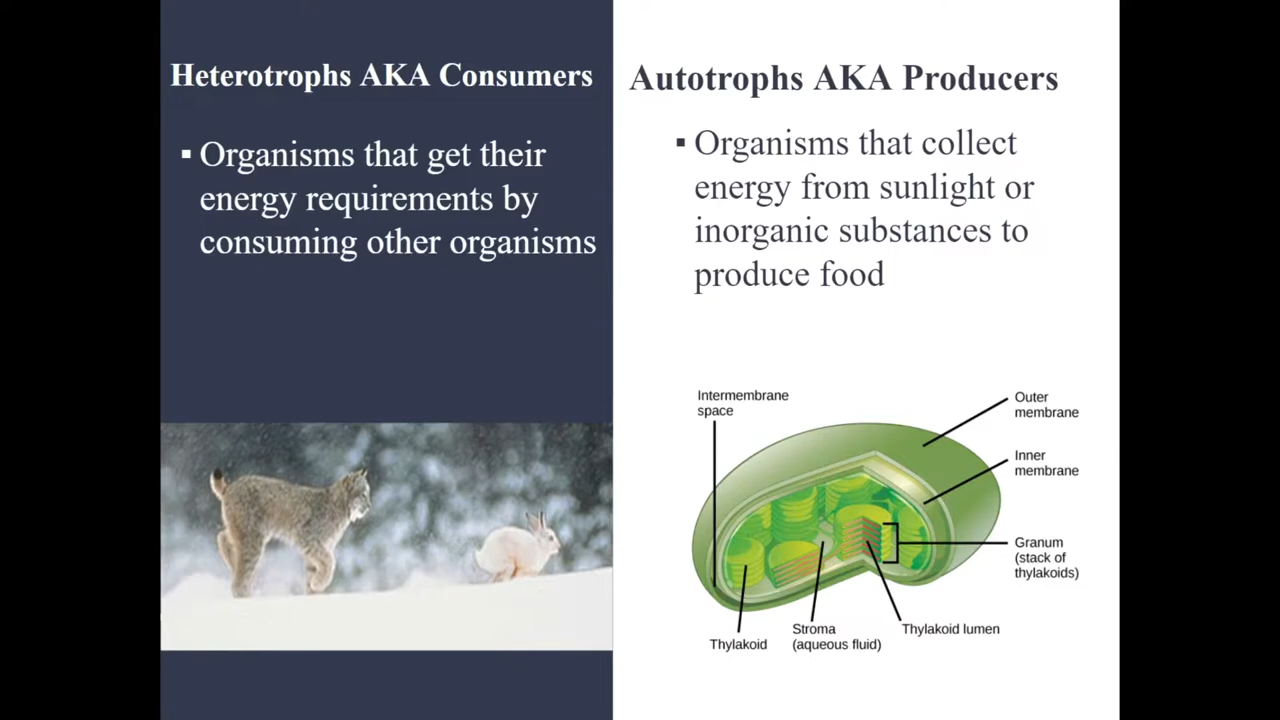 Heterotrophs AKA Consumers
▪ Organisms that get their
energy requirements by
consuming other organisms
Autotrophs AKA Producers
▪ Organisms that collect
energy from sunlight or
inorganic substances to
produce food
Intermembrane
space
Outer
membrane
Inner
membrane
Granum
(stack of
thylakoids)
Thylakoid
Stroma
(aqueous fluid)
Thylakoid lumen